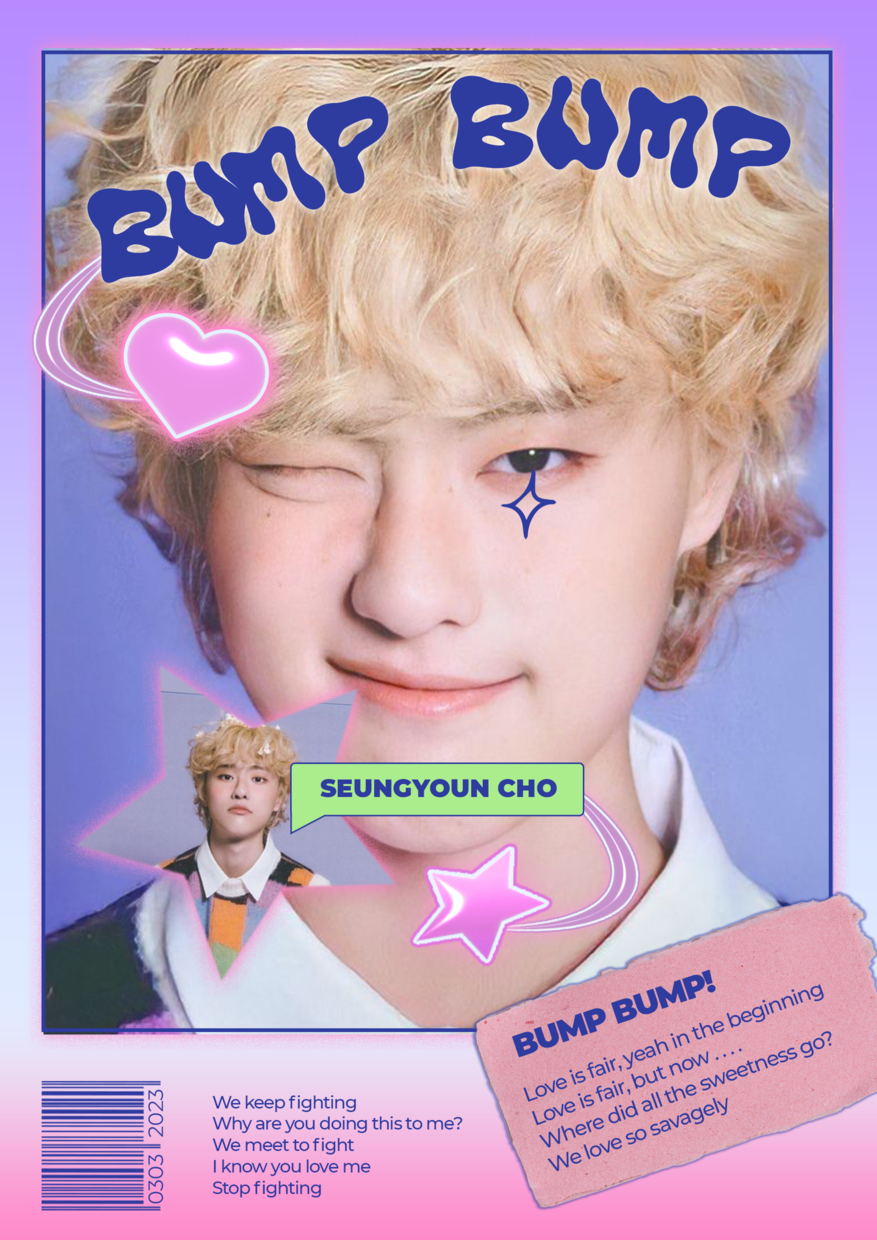 BUMP BUMP
SEUNGYOUN CHO
BUMP BUMP!
Love is fair, yeah in the beginning
Love is fair, but now . . . .
Where did all the sweetness go?
We love so savagely
0303 2023
We keep fighting
Why are you doing this to me?
We meet to fight
I know you love me
Stop fighting